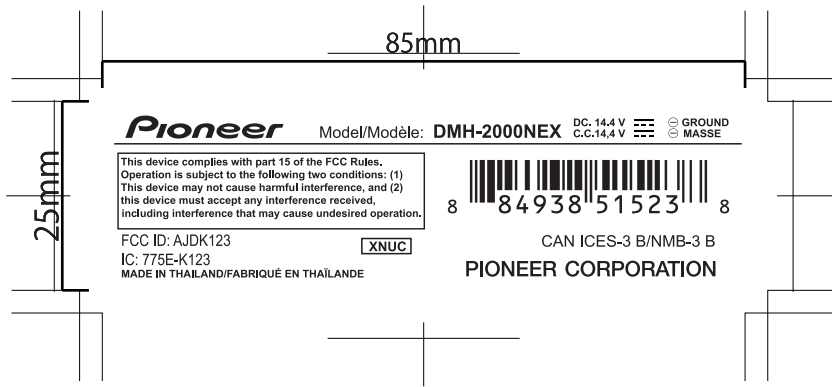 85mm
25mm
Pioneer Model/Modèle: DMH-2000NEX DC. 14.4 V ⊖ GROUND
C.C.14,4 V ⊖ MASSE
This device complies with part 15 of the FCC Rules.
Operation is subject to the following two conditions: (1)
This device may not cause harmful interference, and (2)
this device must accept any interference received,
including interference that may cause undesired operation.
8 84938 51523 8
FCC ID: AJDK123
XNUC
CAN ICES-3 B/NMB-3 B
IC: 775E-K123
MADE IN THAILAND/FABRIQUÉ EN THAÏLANDE
PIONEER CORPORATION